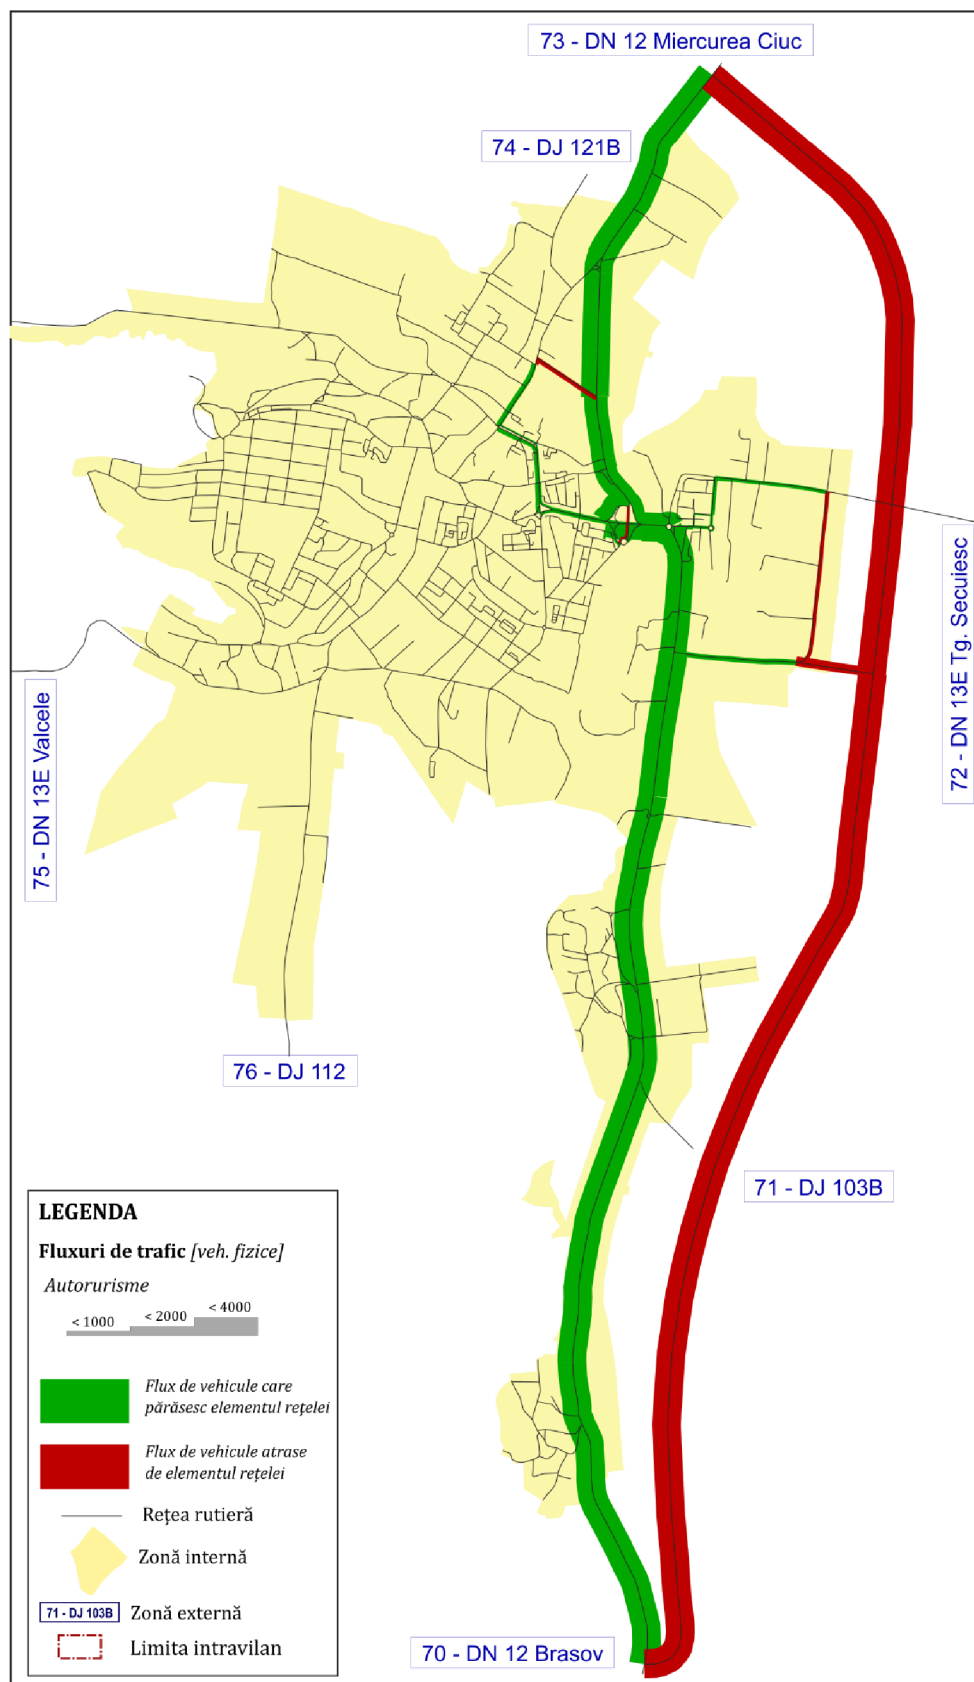 73 - DN 12 Miercurea Ciuc
74 - DJ 121B
72 - DN 13E Tg. Secuiesc
75 - DN 13E Valcele
76 - DJ 112
71 - DJ 103B
LEGENDA
Fluxuri de trafic [veh. fizice]
Autorurisme
< 1000 < 2000 < 4000
Flux de vehicule care
părăsesc elementul rețelei
Flux de vehicule atrase
de elementul rețelei
Rețea rutieră
Zonă internă
71 - DJ 103B Zonă externă
Limita intravilan
70 - DN 12 Brasov